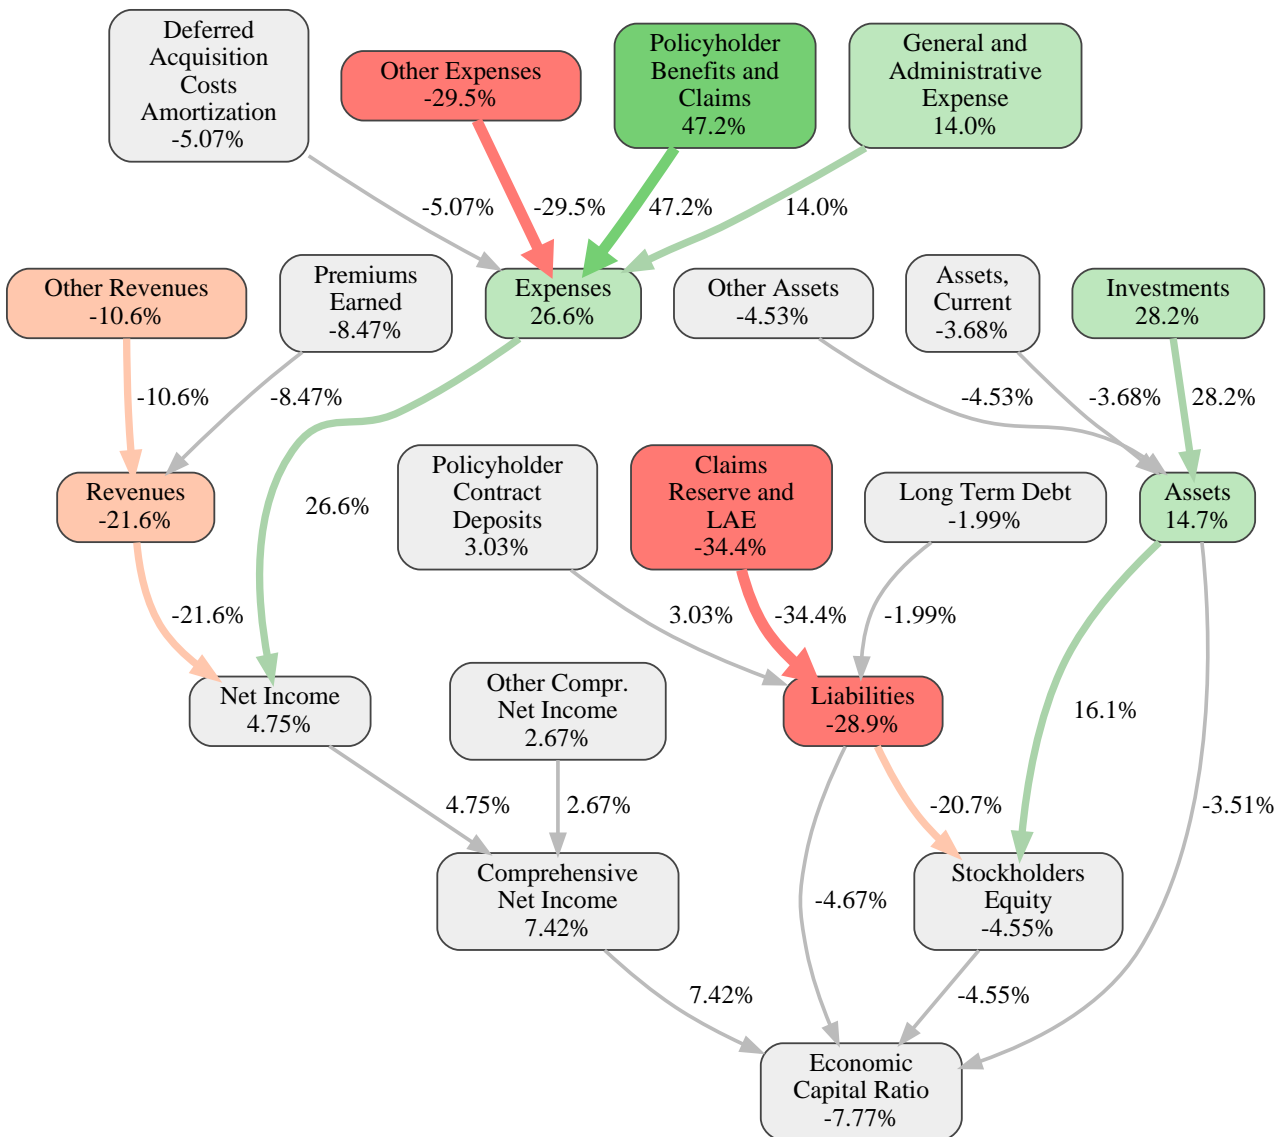 Deferred
Acquisition
Costs
Amortization
-5.07%
Other Expenses
-29.5%
Policyholder
Benefits and
Claims
47.2%
General and
Administrative
Expense
14.0%
-5.07%
-29.5%
47.2%
14.0%
Other Revenues
-10.6%
Premiums
Earned
-8.47%
Expenses
26.6%
Other Assets
-4.53%
Assets,
Current
-3.68%
Investments
28.2%
-10.6%
-8.47%
-4.53%
-3.68%
28.2%
Revenues
-21.6%
26.6%
Policyholder
Contract
Deposits
3.03%
Claims
Reserve and
LAE
-34.4%
Long Term Debt
-1.99%
Assets
14.7%
-21.6%
3.03%
-34.4%
-1.99%
Net Income
4.75%
Other Compr.
Net Income
2.67%
Liabilities
-28.9%
16.1%
4.75%
2.67%
-20.7%
-3.51%
Comprehensive
Net Income
7.42%
-4.67%
Stockholders
Equity
-4.55%
7.42%
-4.55%
Economic
Capital Ratio
-7.77%